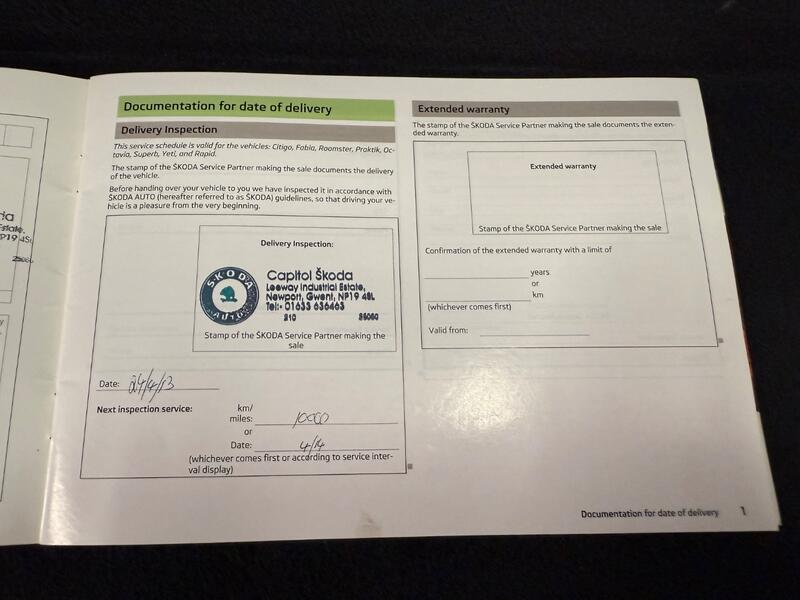 Documentation for date of delivery
Delivery Inspection
This service schedule is valid for the vehicles: Citigo, Fabia, Roomster, Praktik, Oc-
tavia, Superb, Yeti, and Rapid.
The stamp of the ŠKODA Service Partner making the sale documents the delivery
of the vehicle.
Before handing over your vehicle to you we have inspected it in accordance with
ŠKODA AUTO (hereafter referred to as ŠKODA) guidelines, so that driving your ve-
hicle is a pleasure from the very beginning.
Delivery Inspection:
SKODA
AUTO
Capitol Škoda
Leeway Industrial Estate,
Newport, Gwent, NP19 4SL
Tel:- 01633 636463
210
Stamp of the ŠKODA Service Partner making the
sale
Date: 24/4/13
Next inspection service:
km/
miles: 10000
or
Date: 4/14
(whichever comes first or according to service inter-
val display)
Extended warranty
The stamp of the ŠKODA Service Partner making the sale documents the exten-
ded warranty.
Extended warranty
Stamp of the ŠKODA Service Partner making the sale
Confirmation of the extended warranty with a limit of
years
or
km
(whichever comes first)
Valid from:
Documentation for date of delivery 1